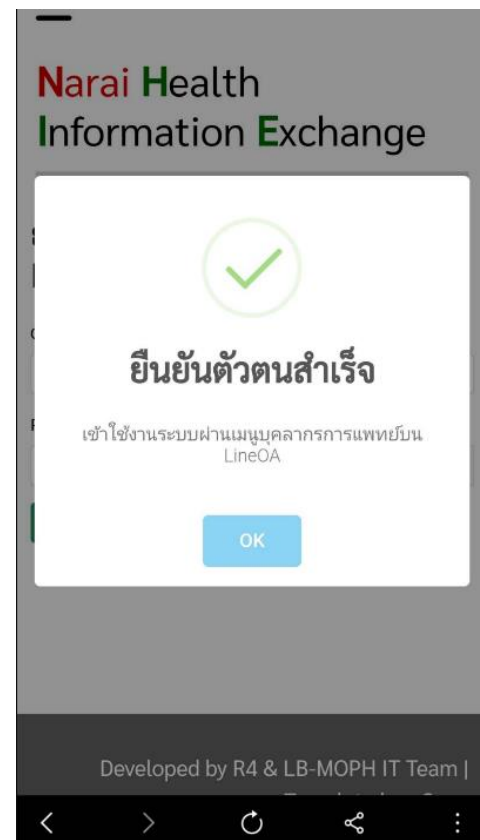 Narai Health
Information Exchange
ยืนยันตัวตนสำเร็จ
เข้าใช้งานระบบผ่านเมนูบุคลากรการแพทย์บน
LineOA
OK
Developed by R4 & LB-MOPH IT Team |